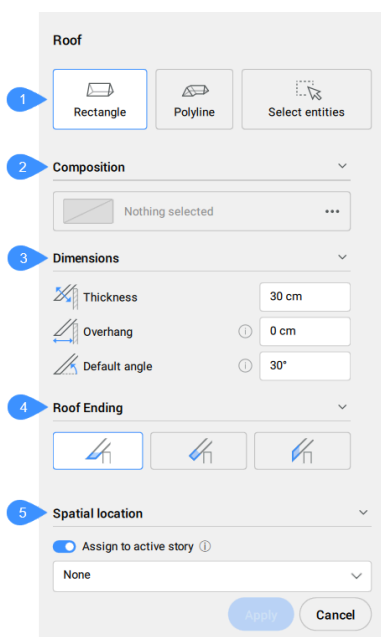 Roof
1
Rectangle Polyline Select entities
2 Composition
Nothing selected ...
3 Dimensions
Thickness 30 cm
Overhang 0 cm
Default angle 30°
4 Roof Ending
5 Spatial location
Assign to active story
None
Apply Cancel